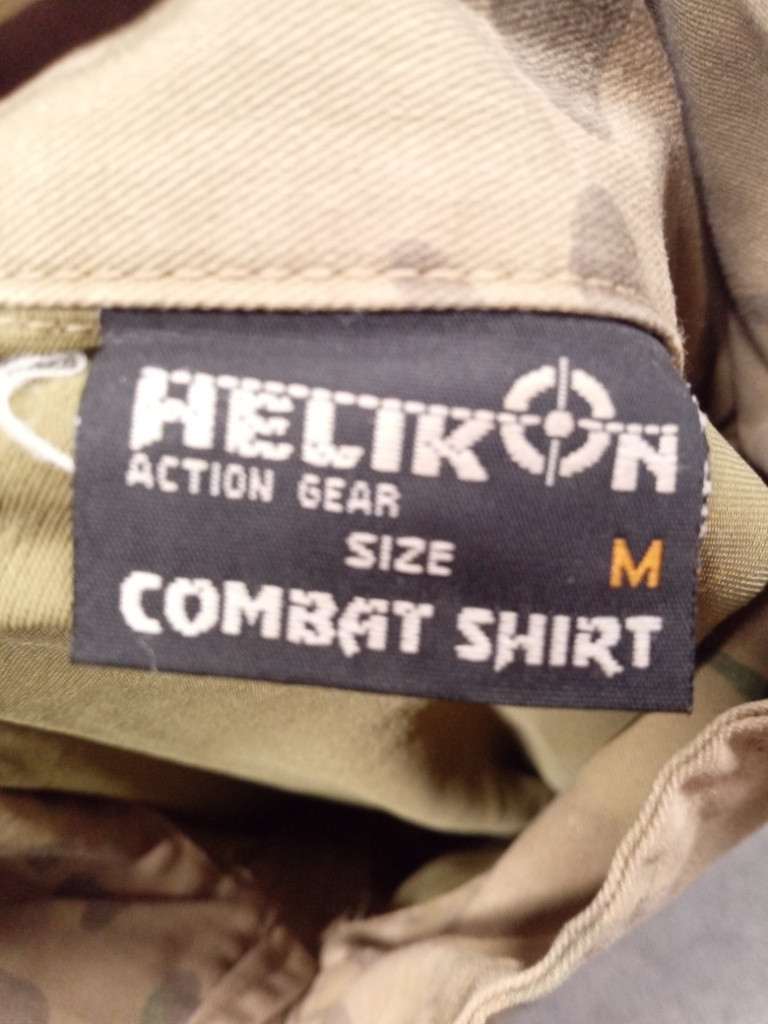 HELIKON
ACTION GEAR
SIZE M
COMBAT SHIRT